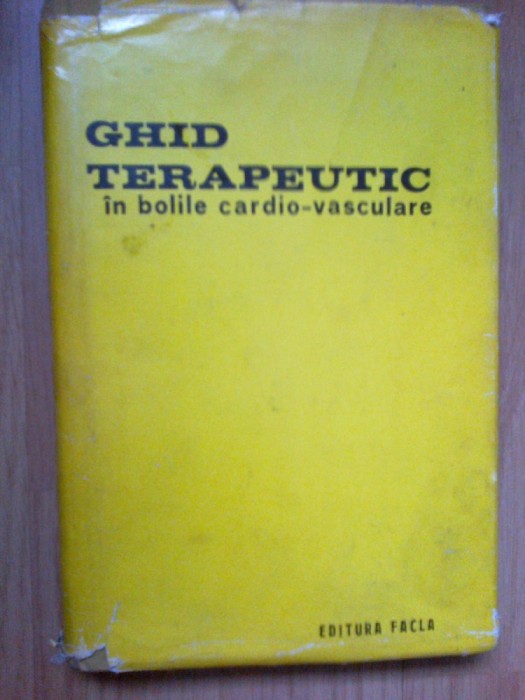 GHID
TERAPEUTIC
în bolile cardio-vasculare
EDITURA FACLA